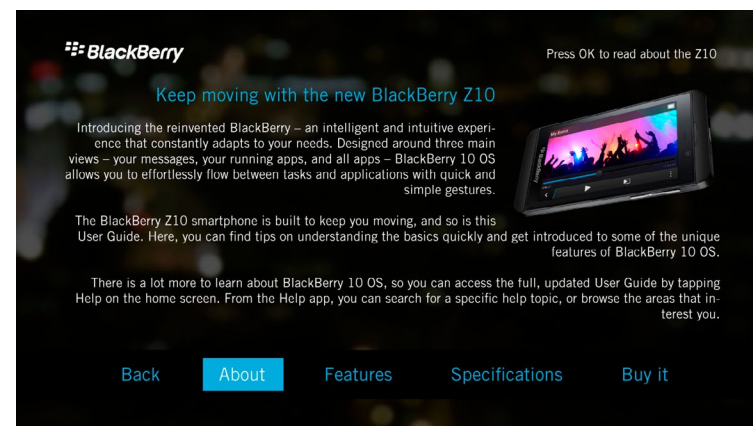 BlackBerry
Press OK to read about the Z10
Keep moving with the new BlackBerry Z10
Introducing the reinvented BlackBerry – an intelligent and intuitive experi-
ence that constantly adapts to your needs. Designed around three main
views – your messages, your running apps, and all apps – BlackBerry 10 OS
allows you to effortlessly flow between tasks and applications with quick and
simple gestures.
The BlackBerry Z10 smartphone is built to keep you moving, and so is this
User Guide. Here, you can find tips on understanding the basics quickly and get introduced to some of the unique
features of BlackBerry 10 OS.
There is a lot more to learn about BlackBerry 10 OS, so you can access the full, updated User Guide by tapping
Help on the home screen. From the Help app, you can search for a specific help topic, or browse the areas that in-
terest you.
Back
About
Features
Specifications
Buy it